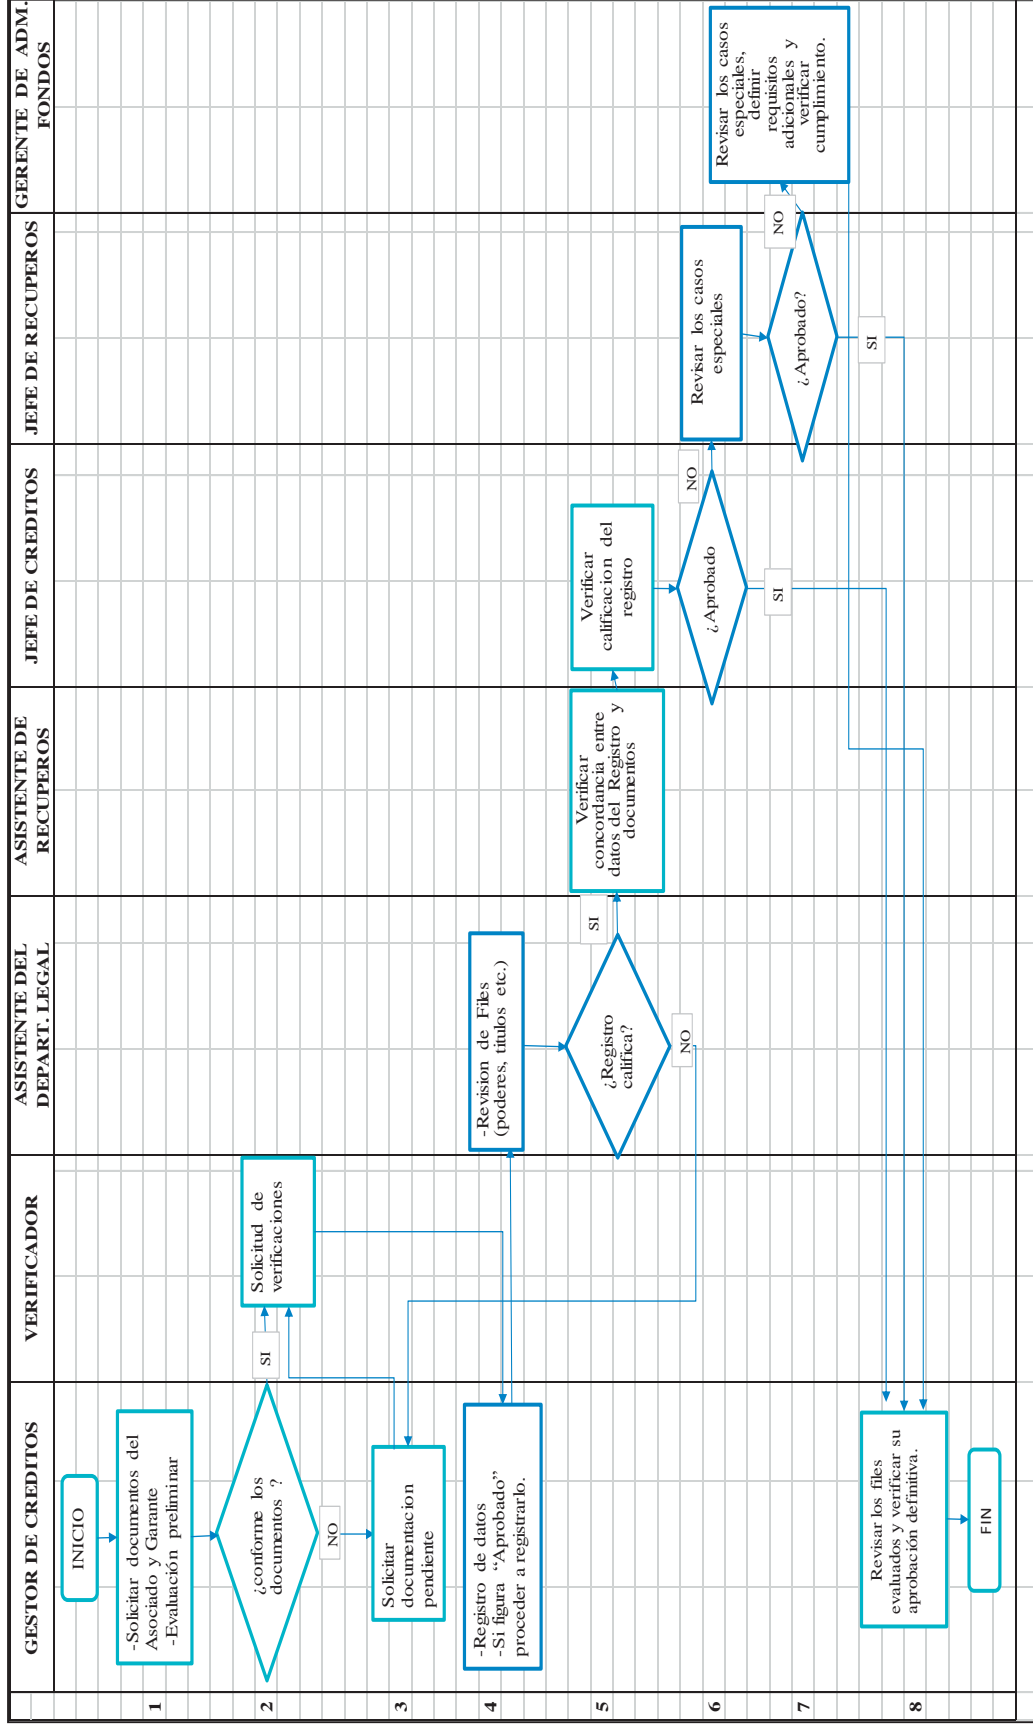 GESTOR DE CREDITOS
VERIFICADOR
ASISTENTE DEL
DEPART. LEGAL
ASISTENTE DE
RECUPEROS
JEFE DE CREDITOS
JEFE DE RECUPEROS
GERENTE DE ADM.
FONDOS
INICIO
1
-Solicitar documentos del
Asociado y Garante
-Evaluación preliminar
2
¿conforme los
documentos ?
SI
NO
Solicitud de
verificaciones
3
Solicitar
documentacion
pendiente
4
-Registro de datos
-Si figura “Aprobado”
proceder a registrarlo.
-Revision de Files
(poderes, titulos etc.)
5
¿Registro
califica?
SI
NO
Verificar
concordancia entre
datos del Registro y
documentos
Verificar
calificacion del
registro
6
¿Aprobado
NO
SI
Revisar los casos
especiales
7
¿Aprobado?
NO
SI
Revisar los casos
especiales,
definir
requisitos
adicionales y
verificar
cumplimiento.
8
Revisar los files
evaluados y verificar su
aprobación definitiva.
FIN